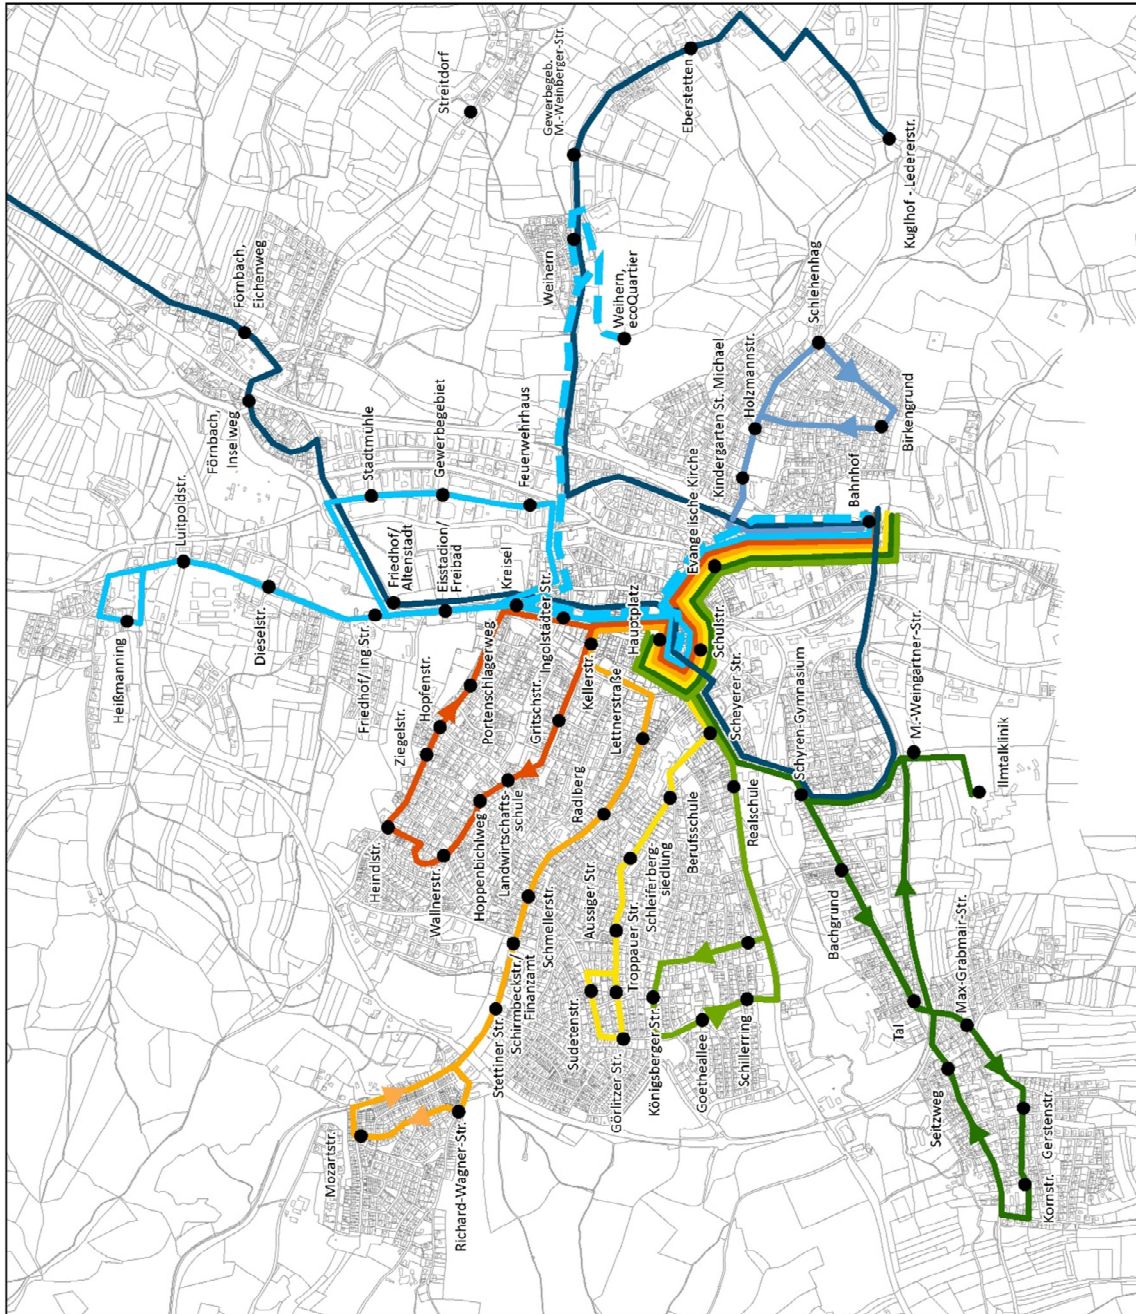 Streitdorf
Gewerbegeb.
M.-Weinberger-Str.
Eberstetten
Kuglhof - Ledererstr.
Förnbach,
Eichenweg
Förnbach,
Inselweg
Weihern
Weihern,
ecoQuartier
Schlehenhag
Luitpoldstr.
Stadtmühle
Gewerbegebiet
Feuerwehrhaus
Kindergarten St. Michael
Holzmannstr.
Birkengrund
Heißmanning
Dieselstr.
Friedhof/Ing.Str.
Friedhof/
Altenstadt
Eisstadion/
Freibad
Kreisel
Ingolstädter Str.
Hauptplatz
Evangelische Kirche
Bahnhof
Schulstr.
Ziegelstr.
Hopfenstr.
Portenschlagerweg
Gritschstr.
Kellerstr.
Lettnerstraße
Scheyerer Str.
Schyren-Gymnasium
M.-Weingartner-Str.
Ilmtalklinik
Heindlstr.
Wallnerstr.
Hoppenbichlweg
Landwirtschafts-
schule
Radlberg
Berufsschule
Realschule
Stettiner Str.
Schirmbeckstr./
Finanzamt
Schmellerstr.
Aussiger Str.
Troppauer Str.
Schleiferberg
siedlung
Bachgrund
Sudetenstr.
Görlitzer Str.
Königsberger Str.
Goetheallee
Schillerring
Tal
Max-Grabmair-Str.
Mozartstr.
Richard-Wagner-Str.
Seitzweg
Kornstr.
Gerstenstr.